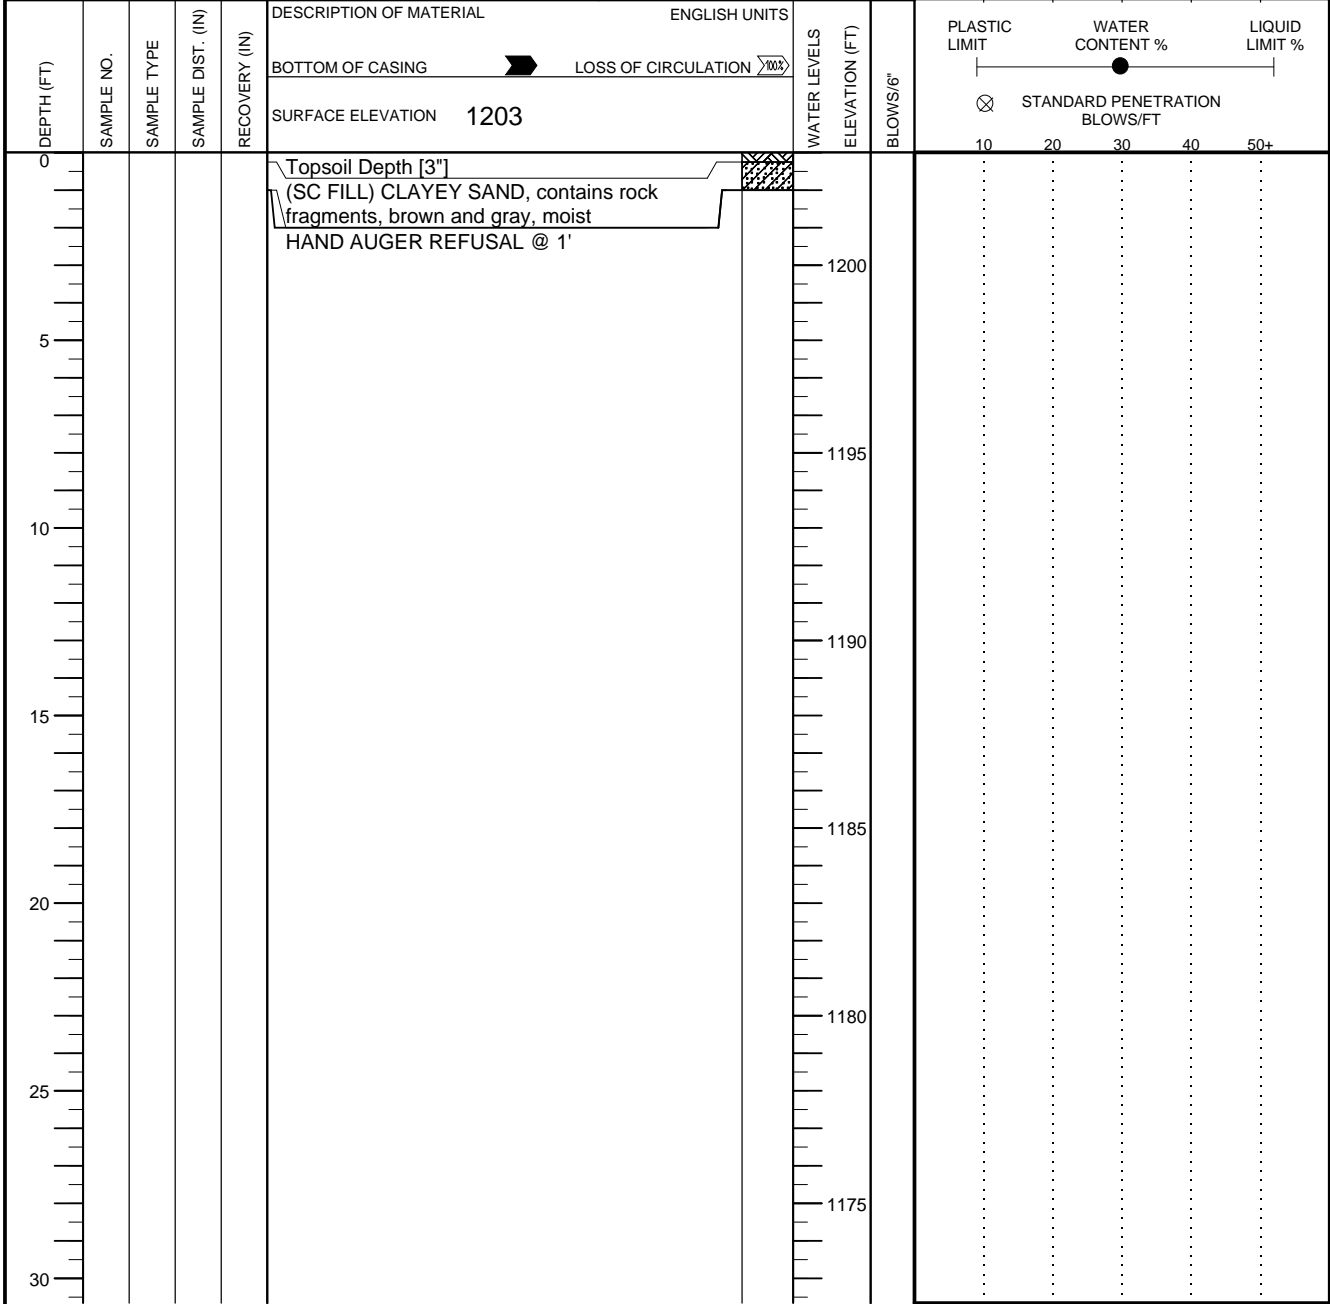 DEPTH (FT)
SAMPLE NO.
SAMPLE TYPE
SAMPLE DIST. (IN)
RECOVERY (IN)
DESCRIPTION OF MATERIAL ENGLISH UNITS
BOTTOM OF CASING LOSS OF CIRCULATION 100%
SURFACE ELEVATION 1203
WATER LEVELS
ELEVATION (FT)
BLOWS/6"
PLASTIC LIMIT
WATER CONTENT %
LIQUID LIMIT %
STANDARD PENETRATION
BLOWS/FT
10 20 30 40 50+
0
Topsoil Depth [3"]
(SC FILL) CLAYEY SAND, contains rock
fragments, brown and gray, moist
HAND AUGER REFUSAL @ 1'
1200
5
1195
10
1190
15
1185
20
1180
25
1175
30